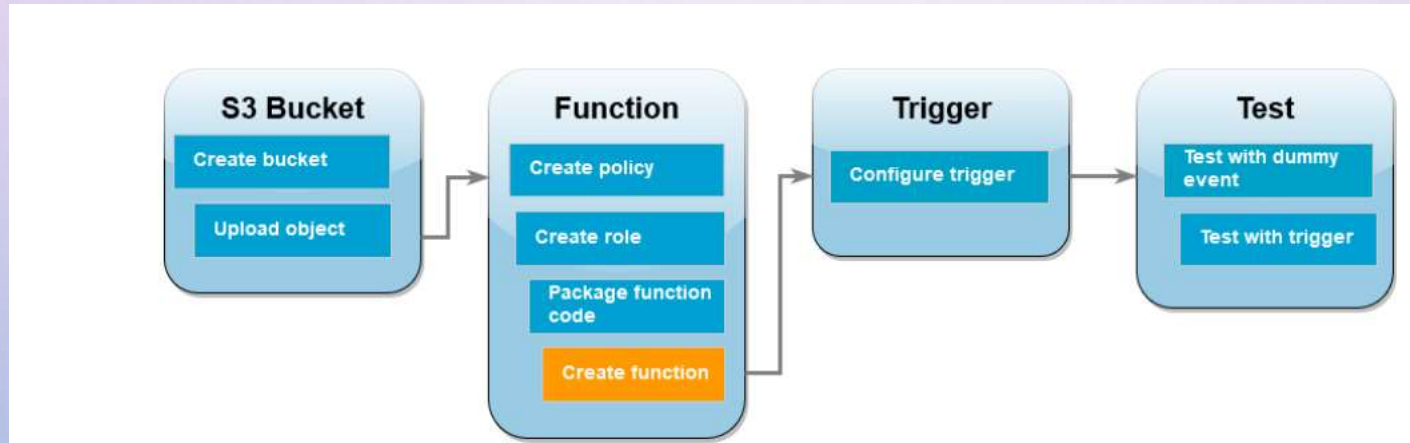 S3 Bucket
Create bucket
Upload object
Function
Create policy
Create role
Package function
code
Create function
Trigger
Configure trigger
Test
Test with dummy
event
Test with trigger